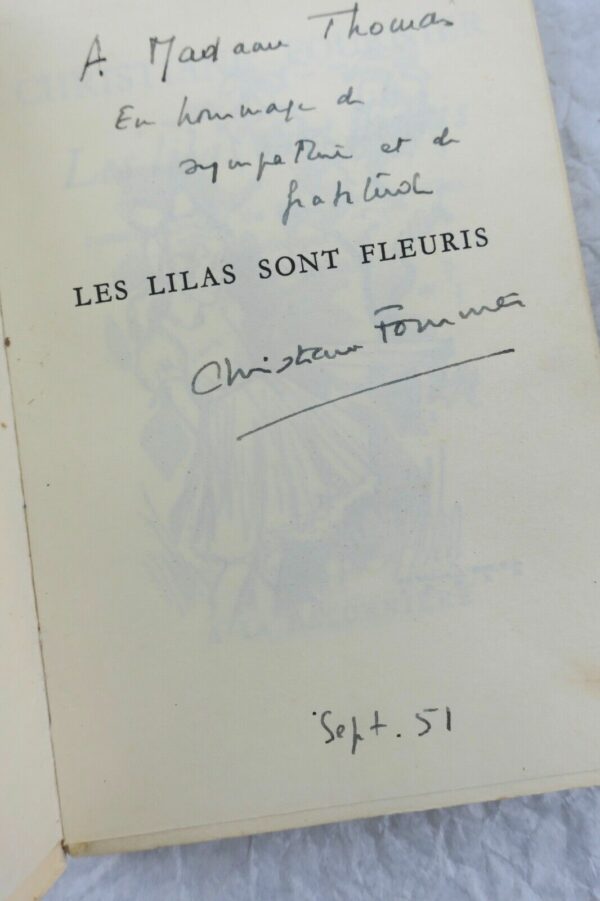 A Madame Thomas
En hommage de
sympathie et de
gratitude
LES LILAS SONT FLEURIS
Christiane Fournier
Sept. 51